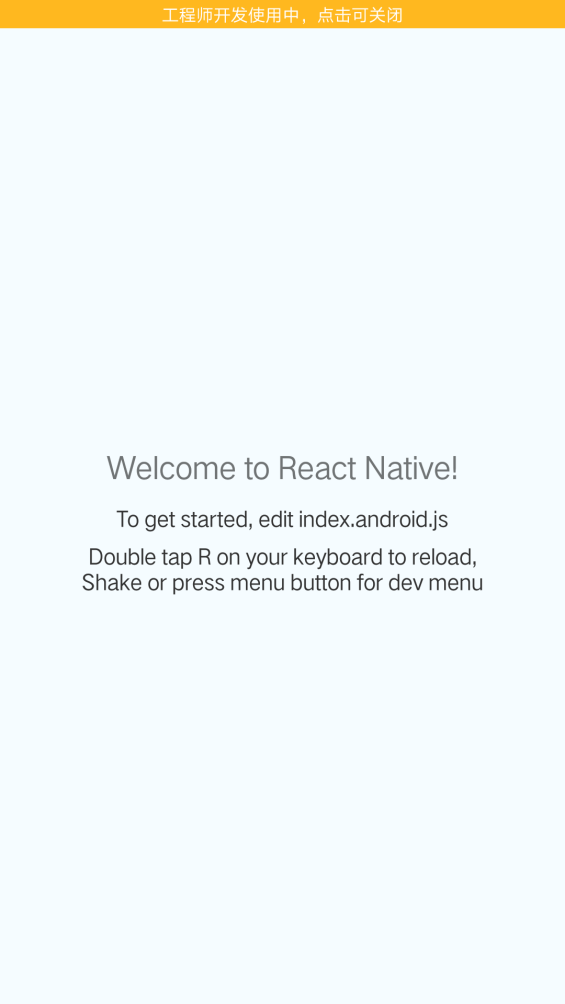 工程师开发使用中，点击可关闭
Welcome to React Native!
To get started, edit index.android.js
Double tap R on your keyboard to reload,
Shake or press menu button for dev menu